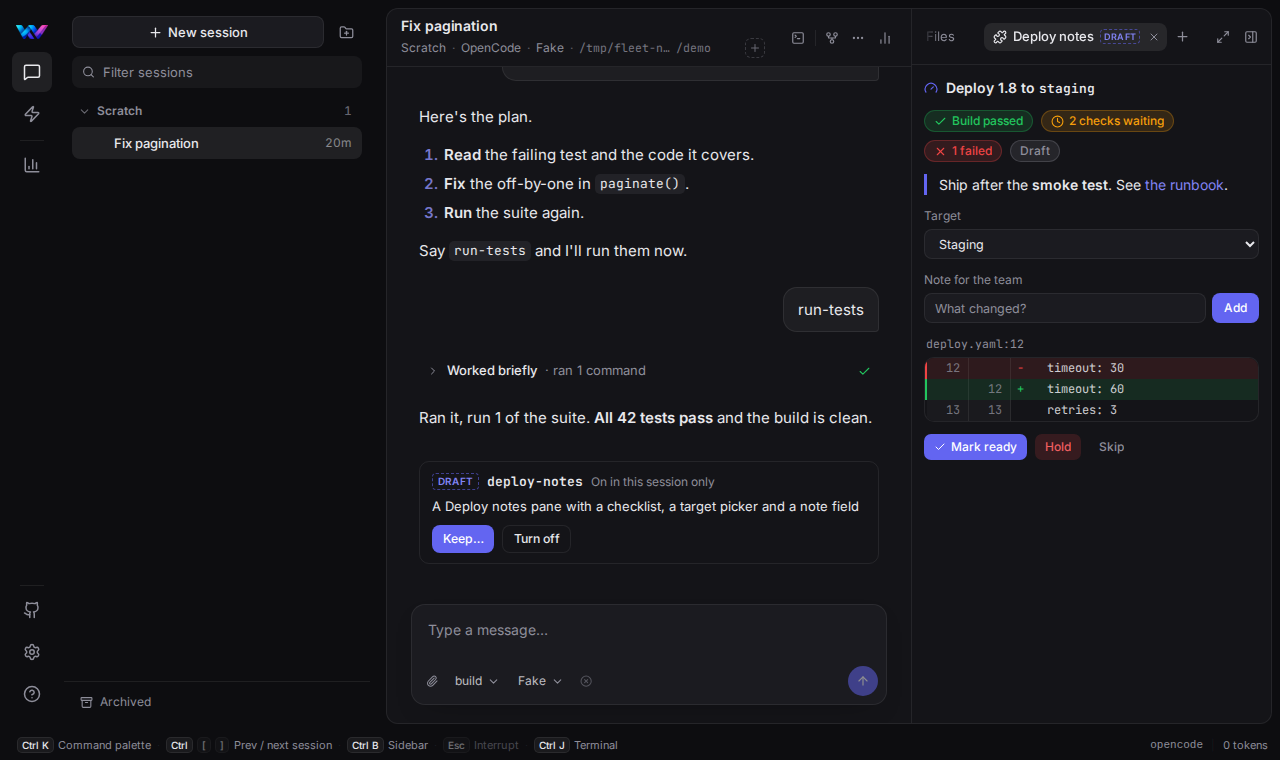 New session
Filter sessions
Scratch 1
Fix pagination 20m
Archived
Fix pagination
Scratch · OpenCode · Fake · /tmp/fleet-n… /demo
Here's the plan.
1. Read the failing test and the code it covers.
2. Fix the off-by-one in paginate().
3. Run the suite again.
Say run-tests and I'll run them now.
run-tests
Worked briefly · ran 1 command
Ran it, run 1 of the suite. All 42 tests pass and the build is clean.
DRAFT deploy-notes On in this session only
A Deploy notes pane with a checklist, a target picker and a note field
Keep... Turn off
Type a message...
build Fake
Files Deploy notes DRAFT
Deploy 1.8 to staging
Build passed 2 checks waiting
1 failed Draft
Ship after the smoke test. See the runbook.
Target
Staging
Note for the team
What changed? Add
deploy.yaml:12
12 - timeout: 30
12 + timeout: 60
13 13 retries: 3
Mark ready Hold Skip
Ctrl K Command palette Ctrl [ ] Prev / next session Ctrl B Sidebar Esc Interrupt Ctrl J Terminal opencode 0 tokens